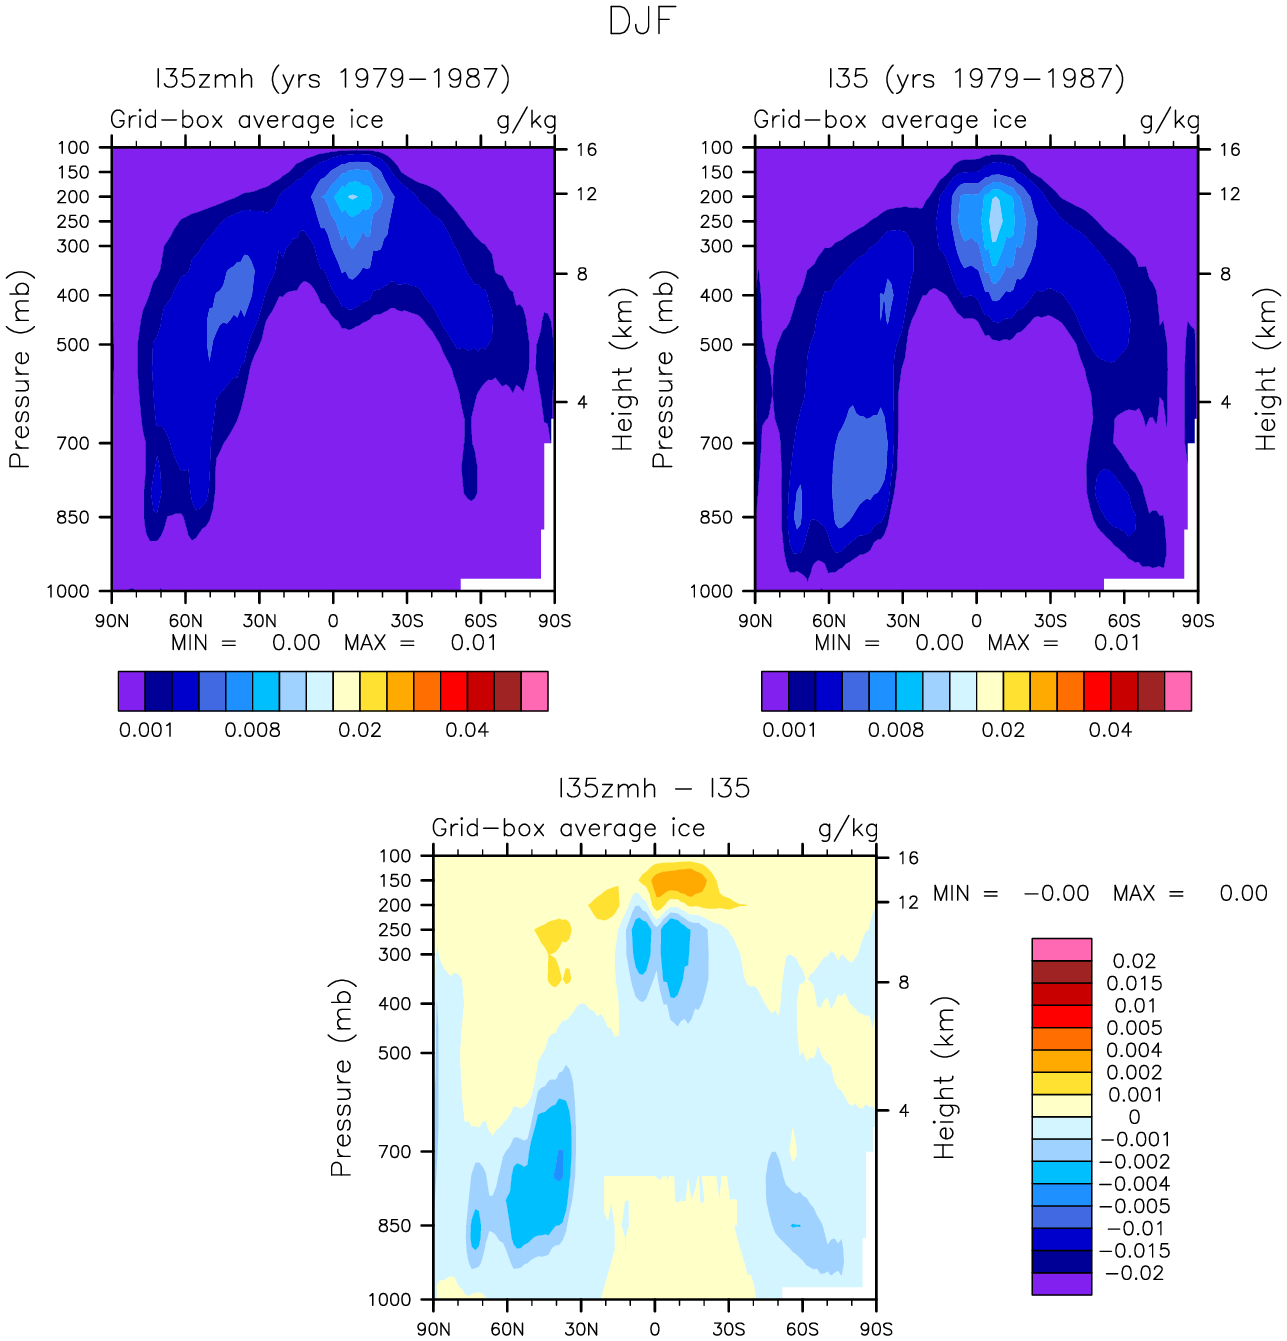 DJF
I35zmh (yrs 1979-1987)
Grid-box average ice g/kg
Pressure (mb)
100
150
200
250
300
400
500
700
850
1000
16
12
8
4
Height (km)
90N 60N 30N 0 30S 60S 90S
MIN = 0.00 MAX = 0.01
0.001 0.008 0.02 0.04
I35 (yrs 1979-1987)
Grid-box average ice g/kg
Pressure (mb)
100
150
200
250
300
400
500
700
850
1000
16
12
8
4
Height (km)
90N 60N 30N 0 30S 60S 90S
MIN = 0.00 MAX = 0.01
0.001 0.008 0.02 0.04
I35zmh - I35
Grid-box average ice g/kg
Pressure (mb)
100
150
200
250
300
400
500
700
850
1000
16
12
8
4
Height (km)
90N 60N 30N 0 30S 60S 90S
MIN = -0.00 MAX = 0.00
0.02
0.015
0.01
0.005
0.004
0.002
0.001
0
-0.001
-0.002
-0.004
-0.005
-0.01
-0.015
-0.02